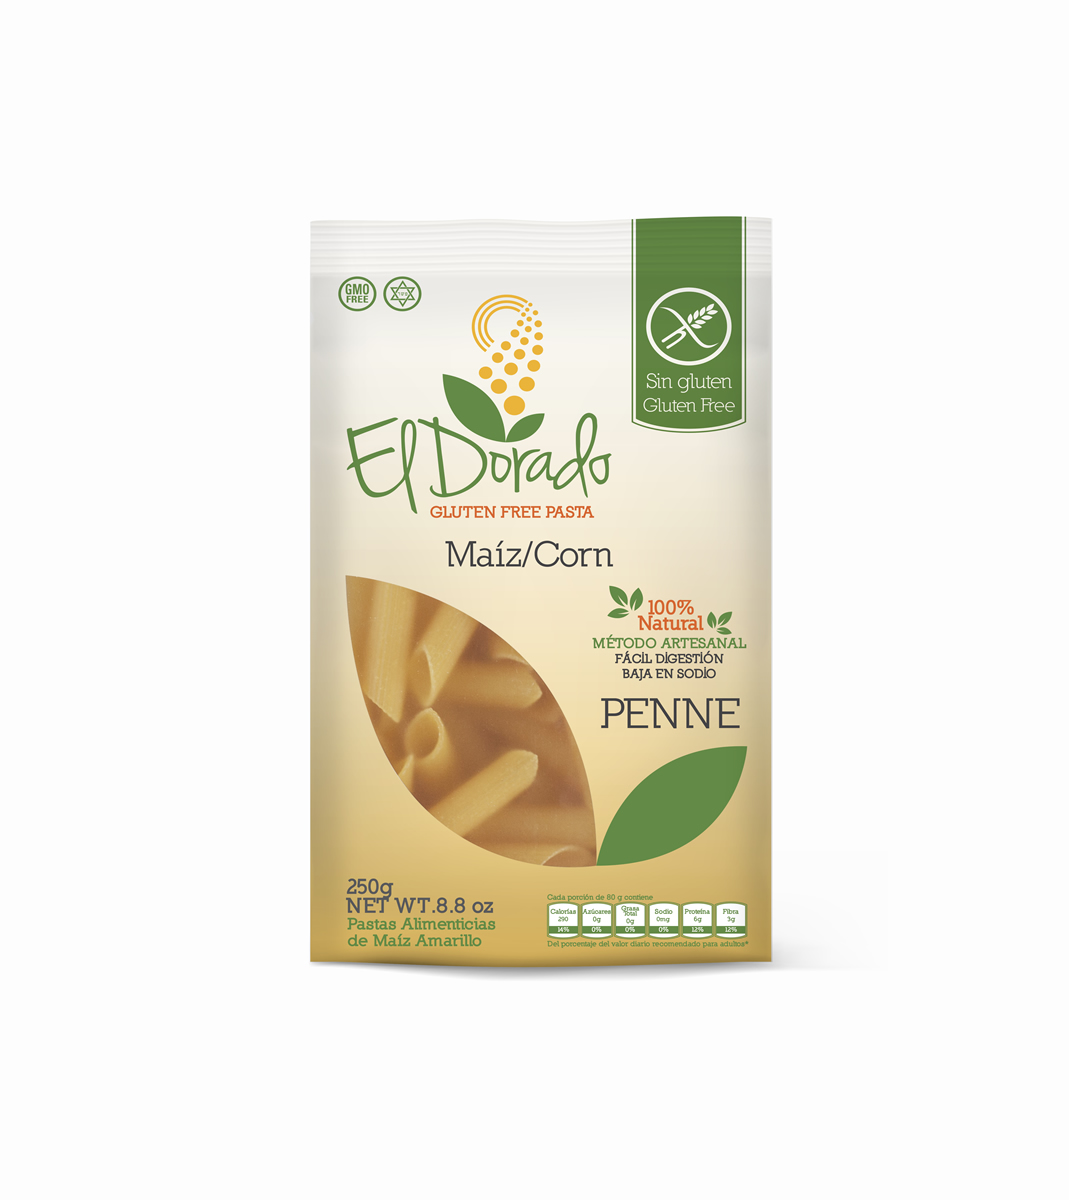 GMO
FREE
Sin gluten
Gluten Free
El Dorado
GLUTEN FREE PASTA
Maíz/Corn
100%
Natural
MÉTODO ARTESANAL
FÁCIL DIGESTIÓN
BAJA EN SODIO
PENNE
250g
NET WT.8.8 oz
Pastas Alimenticias
de Maíz Amarillo
Cada porción de 80 g contiene
Calorías Azúcares Grasa Total Sodio Proteína Fibra
290 0g 0g 0mg 6g 3g
14% 0% 0% 0% 12% 12%
Del porcentaje del valor diario recomendado para adultos*